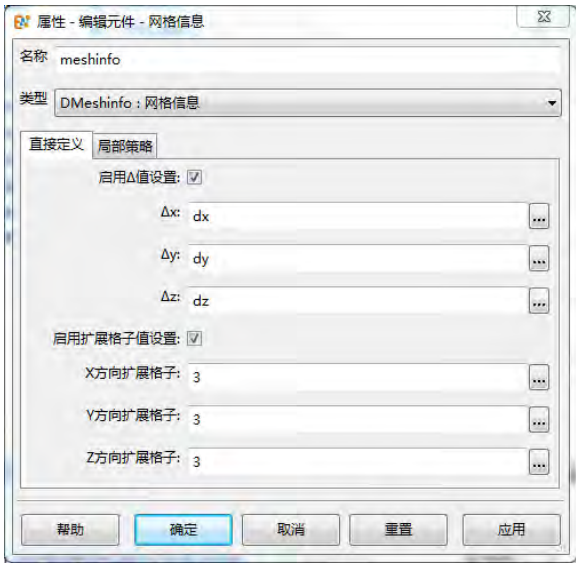 属性 - 编辑元件 - 网格信息
名称 meshinfo
类型 DMeshinfo : 网格信息
直接定义 局部策略
启用Δ值设置:
Δx: dx ...
Δy: dy ...
Δz: dz ...
启用扩展格子值设置:
X方向扩展格子: 3 ...
Y方向扩展格子: 3 ...
Z方向扩展格子: 3 ...
帮助 确定 取消 重置 应用